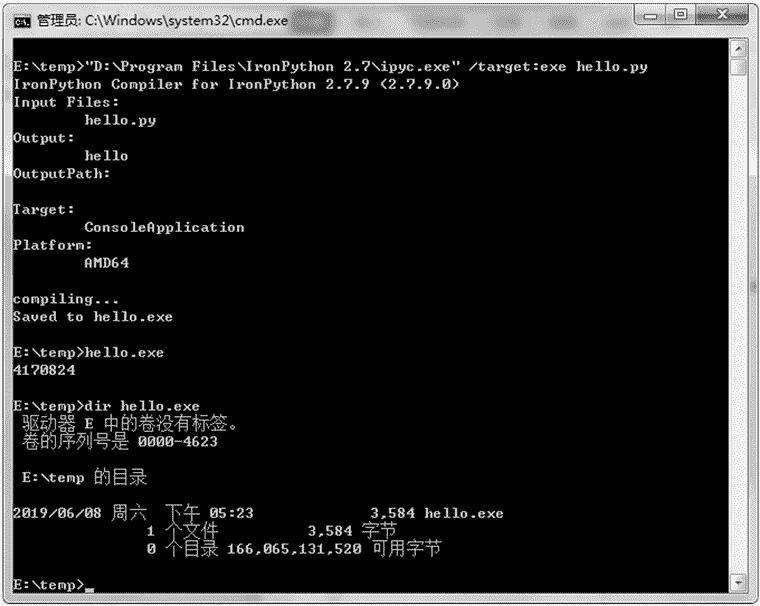 管理员: C:\Windows\system32\cmd.exe
E:\temp>"D:\Program Files\IronPython 2.7\ipyc.exe" /target:exe hello.py
IronPython Compiler for IronPython 2.7.9 (2.7.9.0)
Input Files:
hello.py
Output:
hello
OutputPath:
Target:
ConsoleApplication
Platform:
AMD64
compiling...
Saved to hello.exe
E:\temp>hello.exe
4170824
E:\temp>dir hello.exe
驱动器 E 中的卷没有标签。
卷的序列号是 0000-4623
E:\temp 的目录
2019/06/08 周六 下午 05:23 3,584 hello.exe
1 个文件 3,584 字节
0 个目录 166,065,131,520 可用字节
E:\temp>_